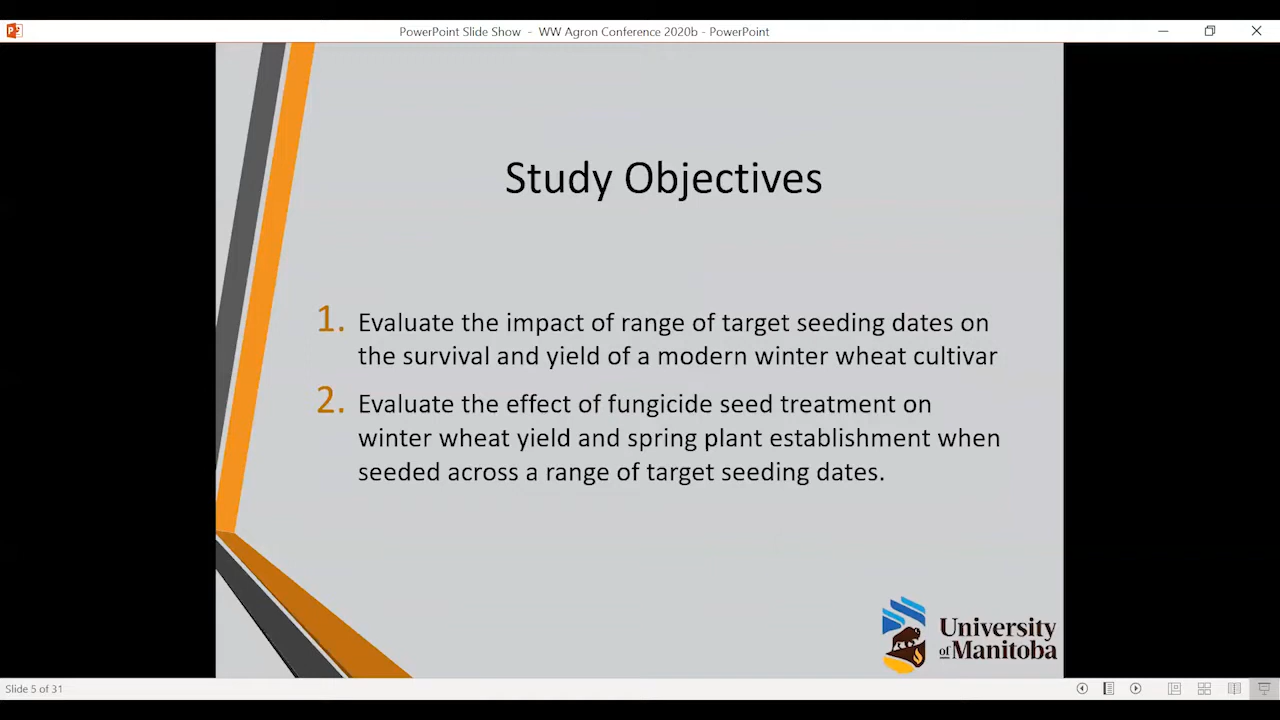 PowerPoint Slide Show - WW Agron Conference 2020b - PowerPoint
Study Objectives
1. Evaluate the impact of range of target seeding dates on
the survival and yield of a modern winter wheat cultivar
2. Evaluate the effect of fungicide seed treatment on
winter wheat yield and spring plant establishment when
seeded across a range of target seeding dates.
University
of Manitoba
Slide 5 of 31